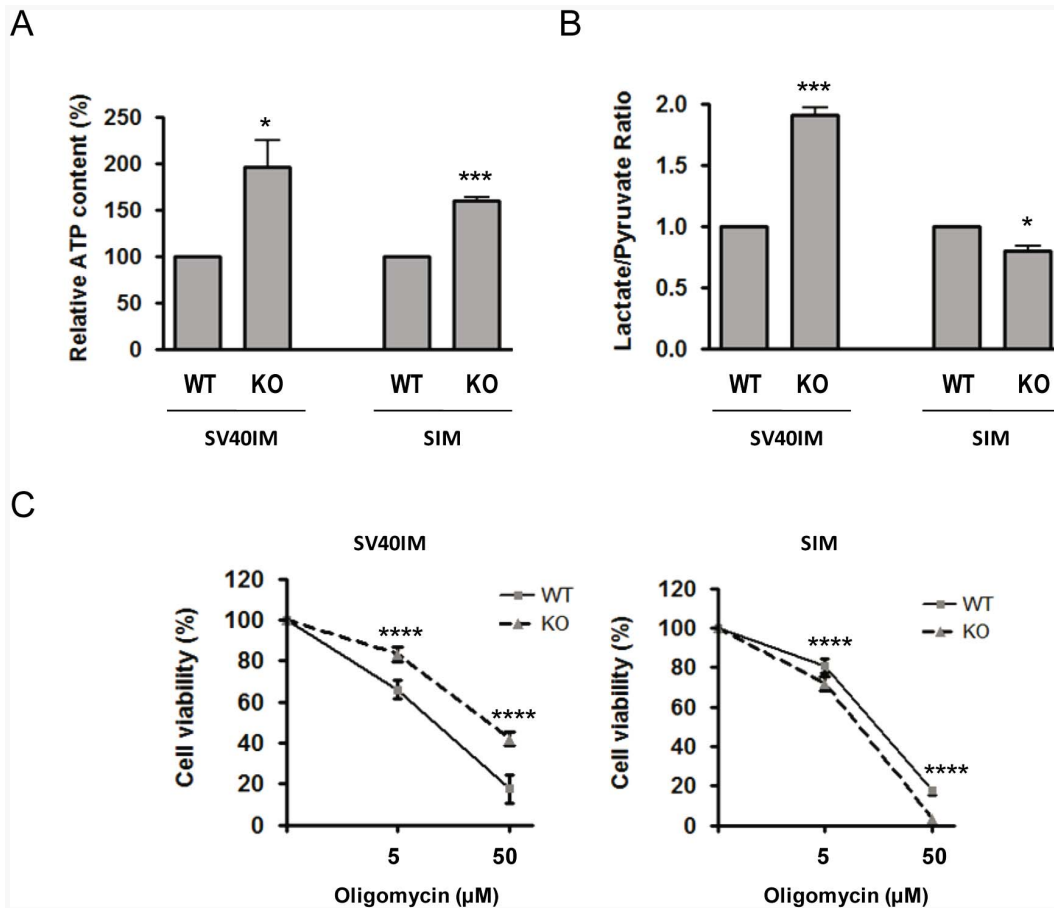 A
Relative ATP content (%)
250
200
150
100
50
0
*
***
WT KO WT KO
SV40IM SIM
B
Lactate/Pyruvate Ratio
2.0
1.5
1.0
0.5
0.0
***
*
WT KO WT KO
SV40IM SIM
C
SV40IM
Cell viability (%)
120
100
80
60
40
20
0
WT
KO
****
****
5 50
Oligomycin (µM)
SIM
Cell viability (%)
120
100
80
60
40
20
0
WT
KO
****
****
5 50
Oligomycin (µM)